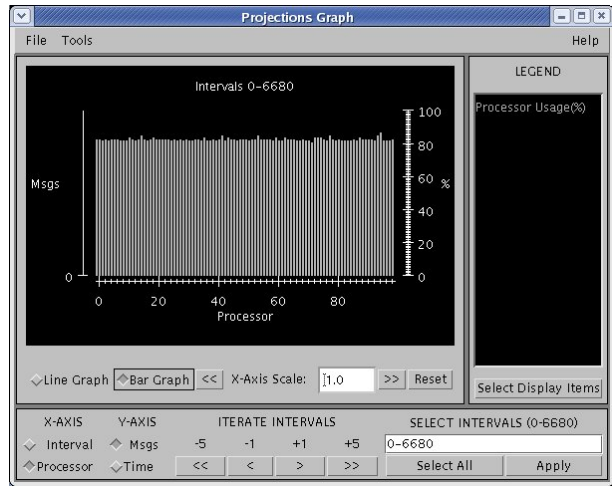 Projections Graph
File Tools Help
Intervals 0-6680
LEGEND
Processor Usage(%)
100
80
60 %
40
20
0
Msgs
0
0 20 40 60 80
Processor
Line Graph Bar Graph << X-Axis Scale: 1.0 >> Reset
Select Display Items
X-AXIS Y-AXIS ITERATE INTERVALS SELECT INTERVALS (0-6680)
Interval Msgs -5 -1 +1 +5 0-6680
Processor Time << < > >> Select All Apply